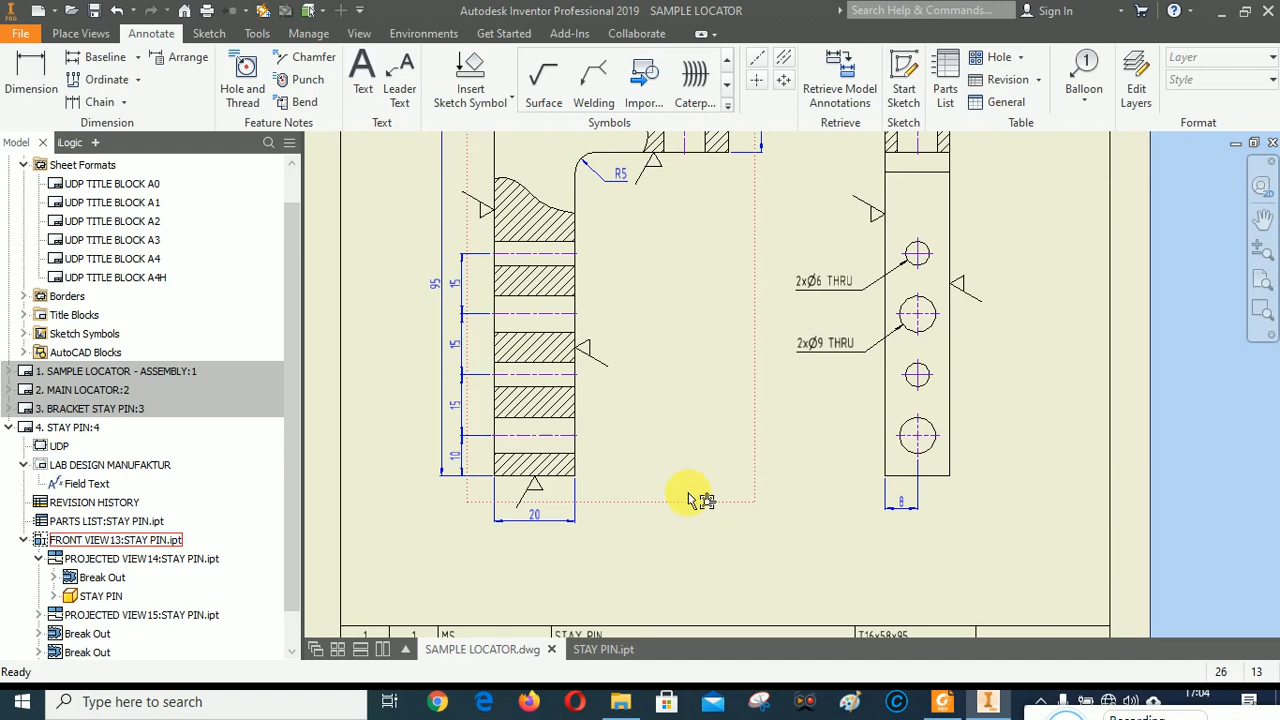 Autodesk Inventor Professional 2019 SAMPLE LOCATOR
Search Help & Commands...
Sign In
File
Place Views
Annotate
Sketch
Tools
Manage
View
Environments
Get Started
Add-Ins
Collaborate
Dimension
Baseline
Ordinate
Chain
Arrange
Dimension
Hole and Thread
Chamfer
Punch
Bend
Feature Notes
Text
Leader Text
Text
Insert Sketch Symbol
Surface
Welding
Impor...
Caterp...
Symbols
Retrieve Model Annotations
Retrieve
Start Sketch
Sketch
Parts List
Hole
Revision
General
Table
Balloon
Edit Layers
Layer
Style
Format
Model
iLogic
Sheet Formats
UDP TITLE BLOCK A0
UDP TITLE BLOCK A1
UDP TITLE BLOCK A2
UDP TITLE BLOCK A3
UDP TITLE BLOCK A4
UDP TITLE BLOCK A4H
Borders
Title Blocks
Sketch Symbols
AutoCAD Blocks
1. SAMPLE LOCATOR - ASSEMBLY:1
2. MAIN LOCATOR:2
3. BRACKET STAY PIN:3
4. STAY PIN:4
UDP
LAB DESIGN MANUFAKTUR
Field Text
REVISION HISTORY
PARTS LIST:STAY PIN.ipt
FRONT VIEW13:STAY PIN.ipt
PROJECTED VIEW14:STAY PIN.ipt
Break Out
STAY PIN
PROJECTED VIEW15:STAY PIN.ipt
Break Out
Break Out
R5
95
15
15
15
10
20
2xØ6 THRU
2xØ9 THRU
8
1 1 MS STAY PIN T16x58x95
SAMPLE LOCATOR.dwg
STAY PIN.ipt
Ready
26 13
Type here to search
17:04
Recording